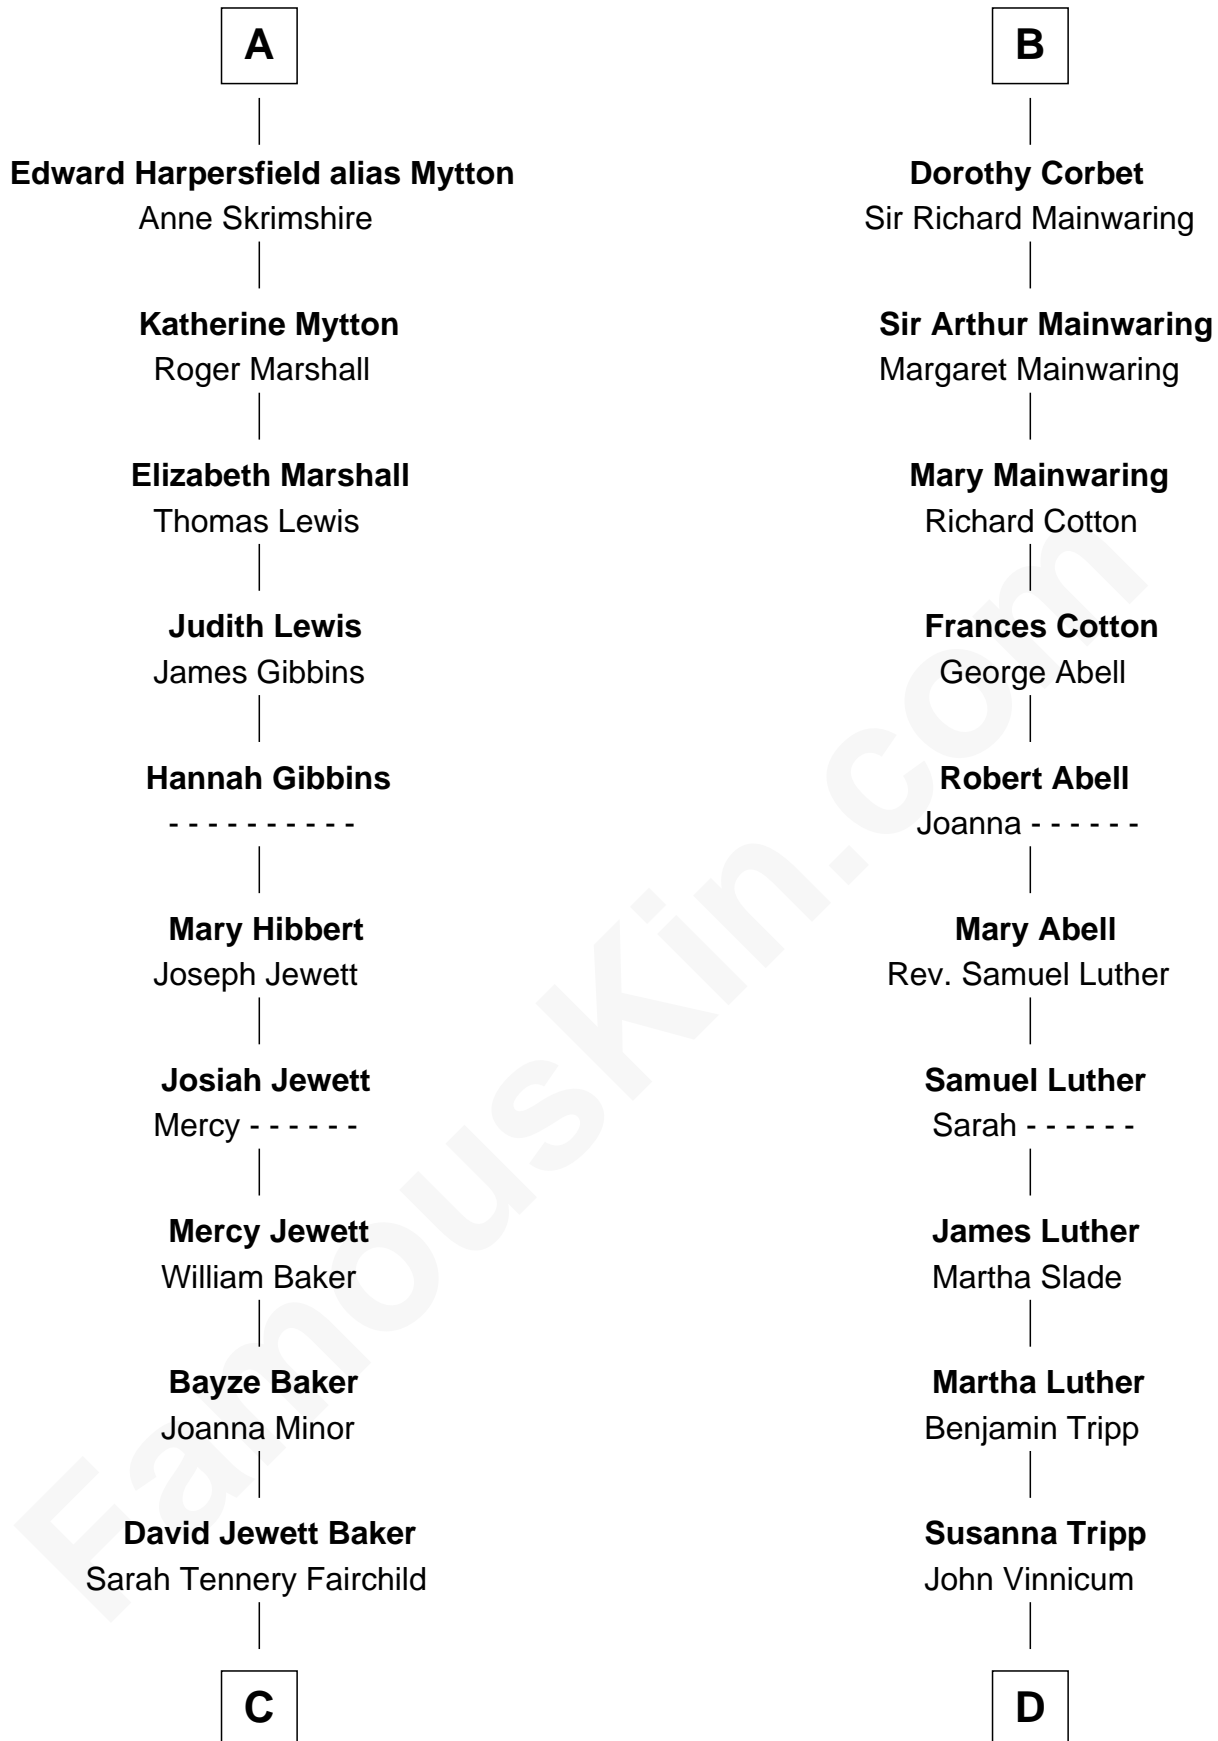 A
Edward Harpersfield alias Mytton
Anne Skrimshire
Katherine Mytton
Roger Marshall
Elizabeth Marshall
Thomas Lewis
Judith Lewis
James Gibbins
Hannah Gibbins
- - - - - - - - - -
Mary Hibbert
Joseph Jewett
Josiah Jewett
Mercy - - - - - -
Mercy Jewett
William Baker
Bayze Baker
Joanna Minor
David Jewett Baker
Sarah Tennery Fairchild
C
B
Dorothy Corbet
Sir Richard Mainwaring
Sir Arthur Mainwaring
Margaret Mainwaring
Mary Mainwaring
Richard Cotton
Frances Cotton
George Abell
Robert Abell
Joanna - - - - - -
Mary Abell
Rev. Samuel Luther
Samuel Luther
Sarah - - - - - -
James Luther
Martha Slade
Martha Luther
Benjamin Tripp
Susanna Tripp
John Vinnicum
D
FamousKin.com